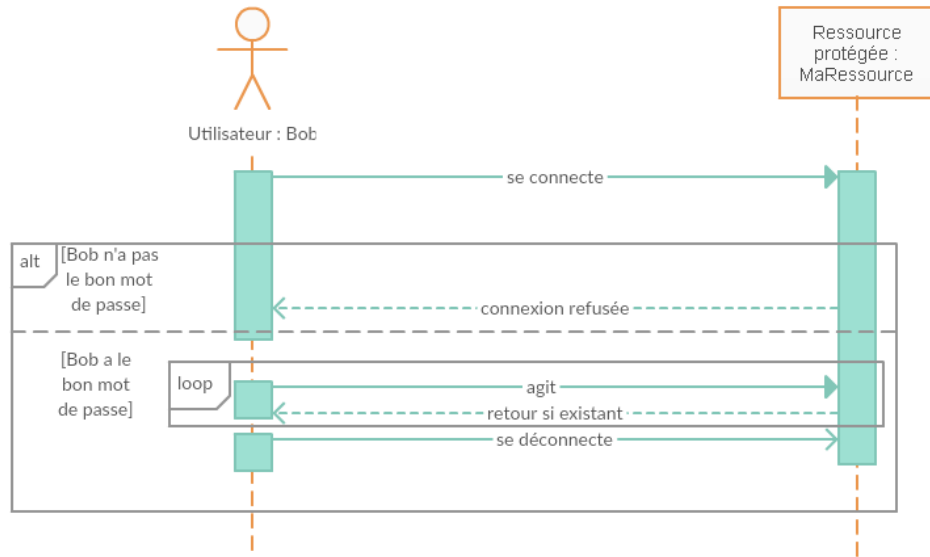 Ressource
protégée :
MaRessource
Utilisateur : Bob
se connecte
alt
[Bob n'a pas
le bon mot
de passe]
connexion refusée
[Bob a le
bon mot
de passe]
loop
agit
retour si existant
se déconnecte